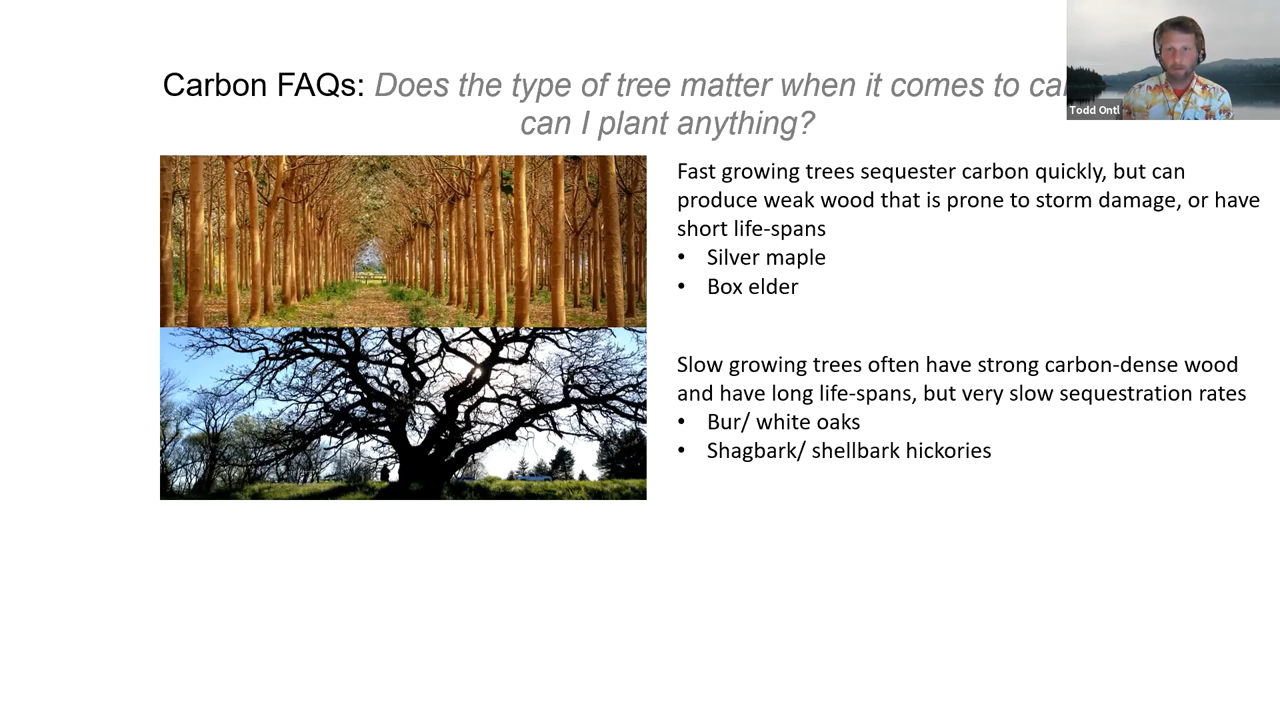 Carbon FAQs: Does the type of tree matter when it comes to
can I plant anything?
Todd Ontl
Fast growing trees sequester carbon quickly, but can
produce weak wood that is prone to storm damage, or have
short life-spans
• Silver maple
• Box elder
Slow growing trees often have strong carbon-dense wood
and have long life-spans, but very slow sequestration rates
• Bur/ white oaks
• Shagbark/ shellbark hickories